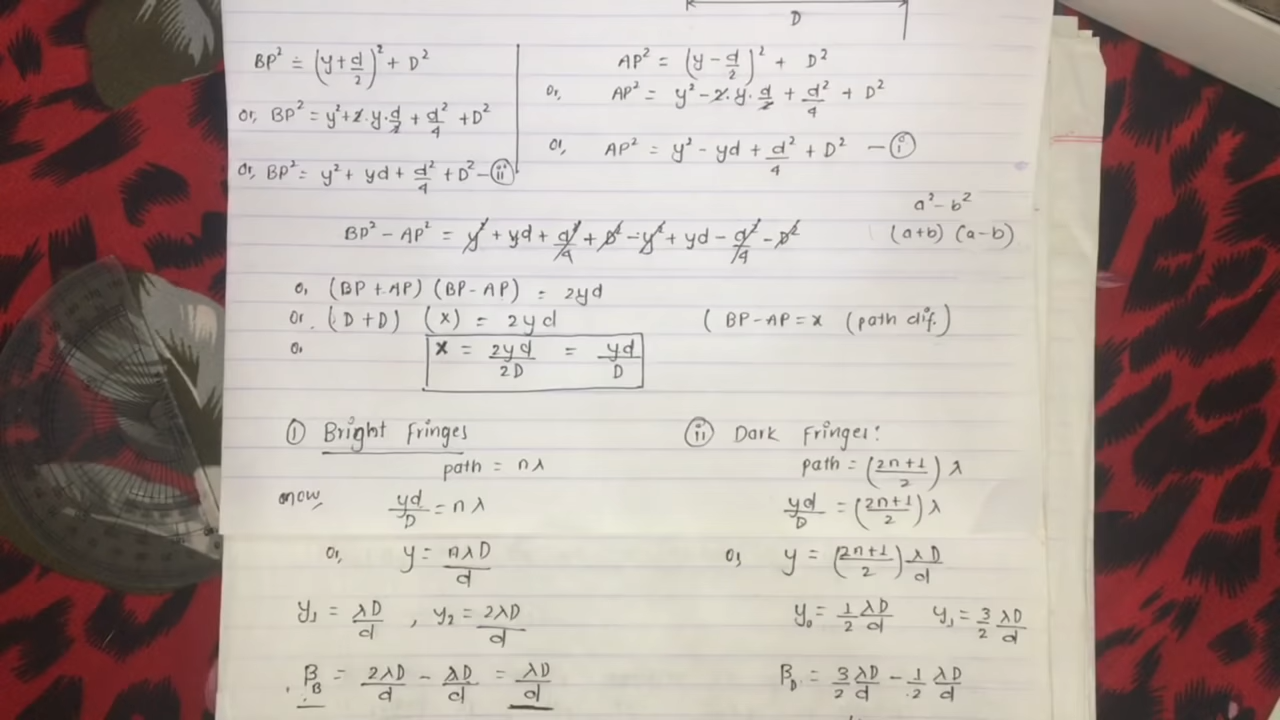 D
BP² = (y + d/2)² + D²
or, BP² = y² + 2·y·d/2 + d²/4 + D²
or, BP² = y² + yd + d²/4 + D² - (ii)
AP² = (y - d/2)² + D²
or, AP² = y² - 2·y·d/2 + d²/4 + D²
or, AP² = y² - yd + d²/4 + D² - (i)
a² - b²
(a+b) (a-b)
BP² - AP² = y² + yd + d²/4 + D² - y² + yd - d²/4 - D²
or (BP + AP) (BP - AP) = 2yd
or. (D + D) (x) = 2yd ( BP - AP = x (path dif.)
or x = 2yd/2D = yd/D
(i) Bright Fringes
path = nλ
now, yd/D = nλ
or, y = nλD/d
y₁ = λD/d , y₂ = 2λD/d
β_B = 2λD/d - λD/d = λD/d
(ii) Dark Fringes:
path = (2n+1/2) λ
yd/D = (2n+1/2) λ
or y = (2n+1/2) λD/d
y₀ = 1/2 λD/d y₁ = 3/2 λD/d
β_D = 3/2 λD/d - 1/2 λD/d